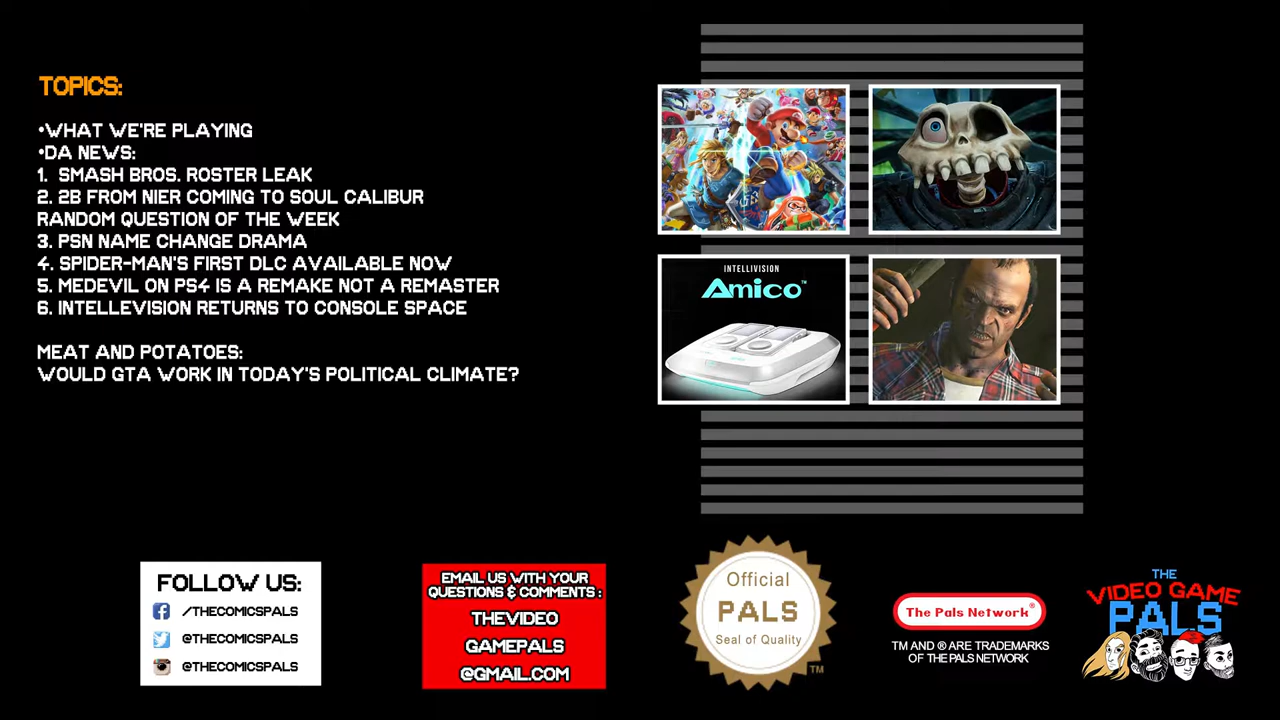 TOPICS:
•WHAT WE'RE PLAYING
•DA NEWS:
1. SMASH BROS. ROSTER LEAK
2. 2B FROM NIER COMING TO SOUL CALIBUR
RANDOM QUESTION OF THE WEEK
3. PSN NAME CHANGE DRAMA
4. SPIDER-MAN'S FIRST DLC AVAILABLE NOW
5. MEDEVIL ON PS4 IS A REMAKE NOT A REMASTER
6. INTELLEVISION RETURNS TO CONSOLE SPACE
MEAT AND POTATOES:
WOULD GTA WORK IN TODAY'S POLITICAL CLIMATE?
INTELLIVISION
Amico™
FOLLOW US:
/THECOMICSPALS
@THECOMICSPALS
@THECOMICSPALS
EMAIL US WITH YOUR
QUESTIONS & COMMENTS :
THEVIDEO
GAMEPALS
@GMAIL.COM
Official
PALS
Seal of Quality
TM
The Pals Network®
TM AND ® ARE TRADEMARKS
OF THE PALS NETWORK
THE
VIDEO GAME
PALS